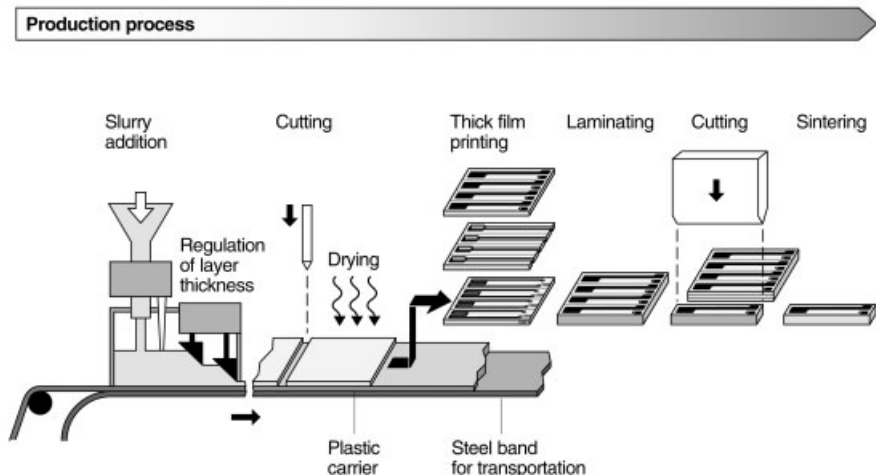 Production process
Slurry
addition
Cutting
Thick film
printing
Laminating
Cutting
Sintering
Regulation
of layer
thickness
Drying
Plastic
carrier
Steel band
for transportation